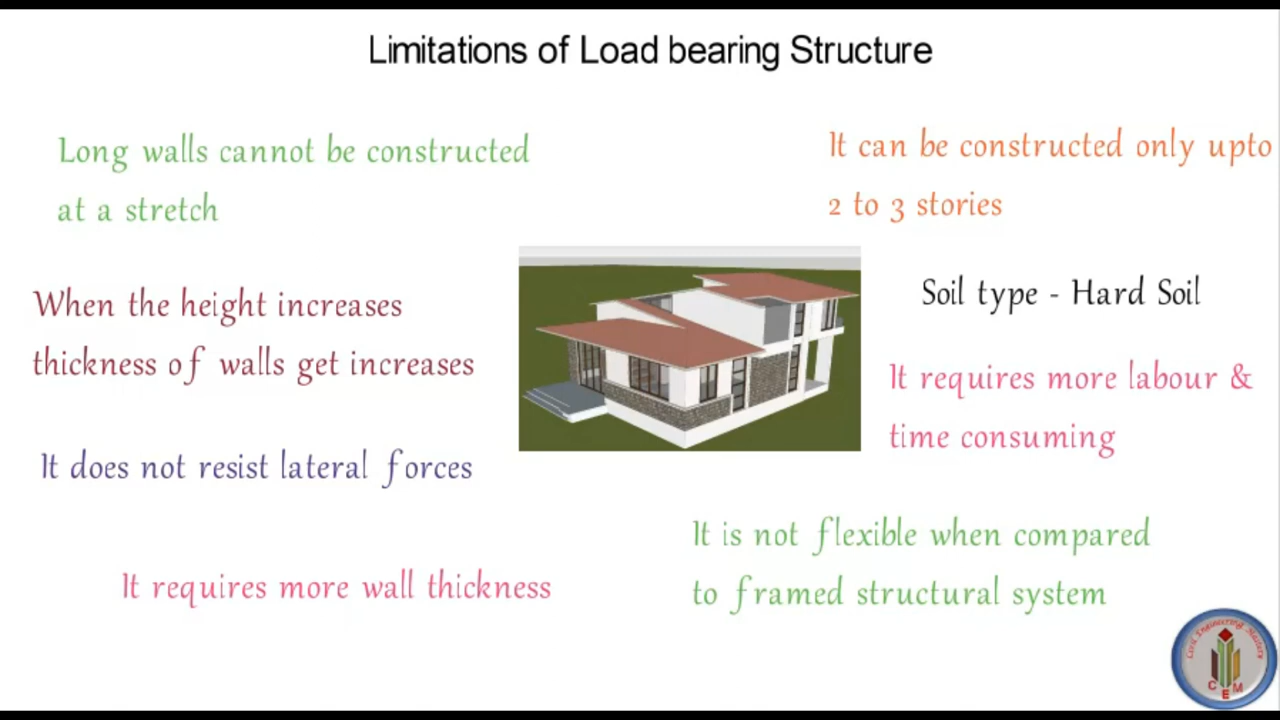 Limitations of Load bearing Structure
Long walls cannot be constructed
at a stretch
When the height increases
thickness of walls get increases
It does not resist lateral forces
It requires more wall thickness
It can be constructed only upto
2 to 3 stories
Soil type - Hard Soil
It requires more labour &
time consuming
It is not flexible when compared
to framed structural system
Civil Engineering Mastery
C E M